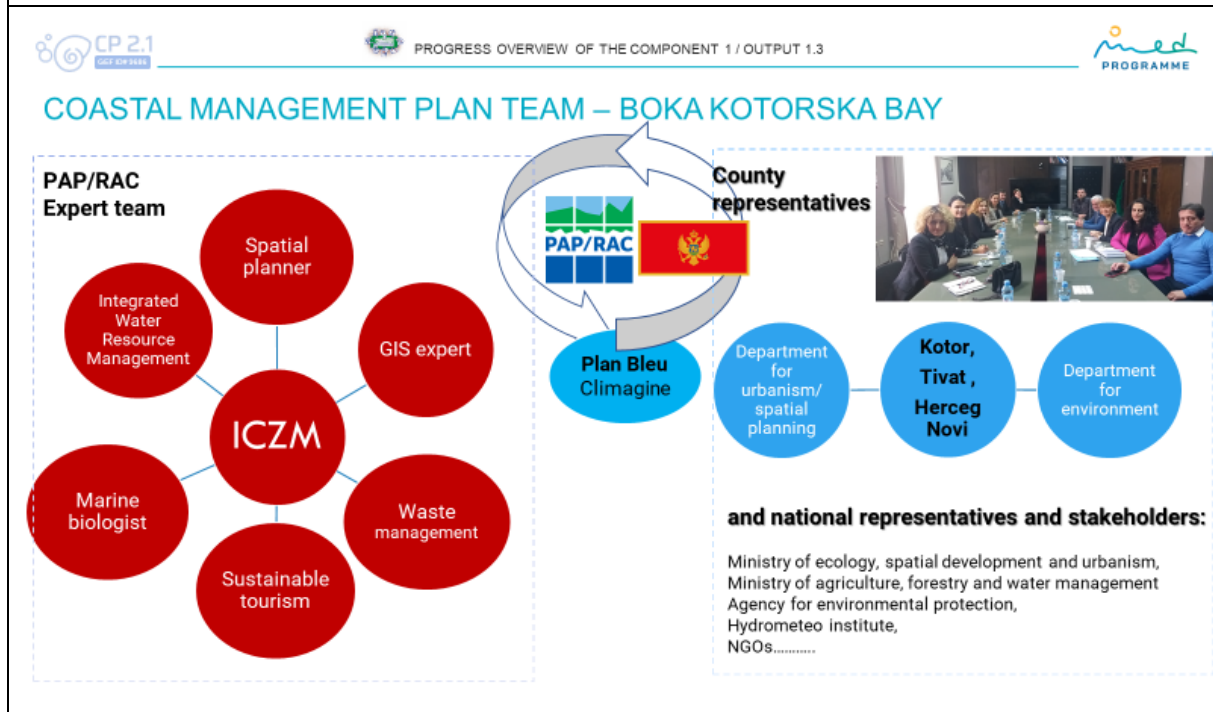 CP 2.1
GEF ID# 9686
PROGRESS OVERVIEW OF THE COMPONENT 1 / OUTPUT 1.3
med
PROGRAMME
COASTAL MANAGEMENT PLAN TEAM – BOKA KOTORSKA BAY
PAP/RAC
Expert team
Spatial
planner
Integrated
Water
Resource
Management
GIS expert
ICZM
Marine
biologist
Waste
management
Sustainable
tourism
PAP/RAC
Plan Bleu
Climagine
County
representatives
Department
for
urbanism/
spatial
planning
Kotor,
Tivat ,
Herceg
Novi
Department
for
environment
and national representatives and stakeholders:
Ministry of ecology, spatial development and urbanism,
Ministry of agriculture, forestry and water management
Agency for environmental protection,
Hydrometeo institute,
NGOs...........